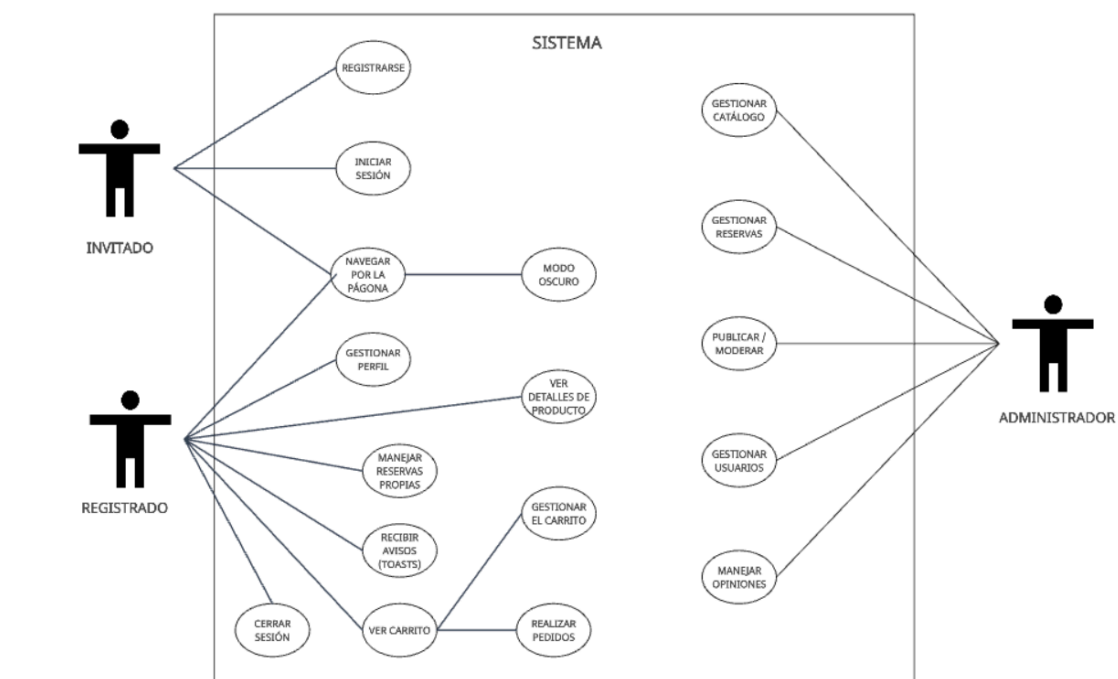 SISTEMA
REGISTRARSE
INICIAR
SESIÓN
INVITADO
NAVEGAR
POR LA
PÁGONA
MODO
OSCURO
GESTIONAR
PERFIL
VER
DETALLES DE
PRODUCTO
REGISTRADO
MANEJAR
RESERVAS
PROPIAS
GESTIONAR
EL CARRITO
RECIBIR
AVISOS
(TOASTS)
CERRAR
SESIÓN
VER CARRITO
REALIZAR
PEDIDOS
GESTIONAR
CATÁLOGO
GESTIONAR
RESERVAS
PUBLICAR /
MODERAR
GESTIONAR
USUARIOS
MANEJAR
OPINIONES
ADMINISTRADOR